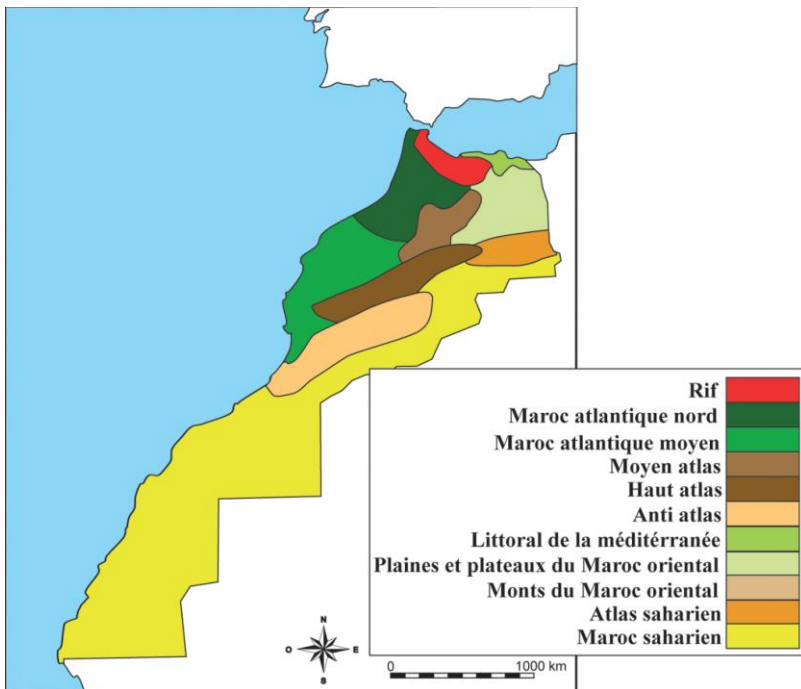 Rif
Maroc atlantique nord
Maroc atlantique moyen
Moyen atlas
Haut atlas
Anti atlas
Littoral de la méditérranée
Plaines et plateaux du Maroc oriental
Monts du Maroc oriental
Atlas saharien
Maroc saharien
N
O E
S
0 1000 km